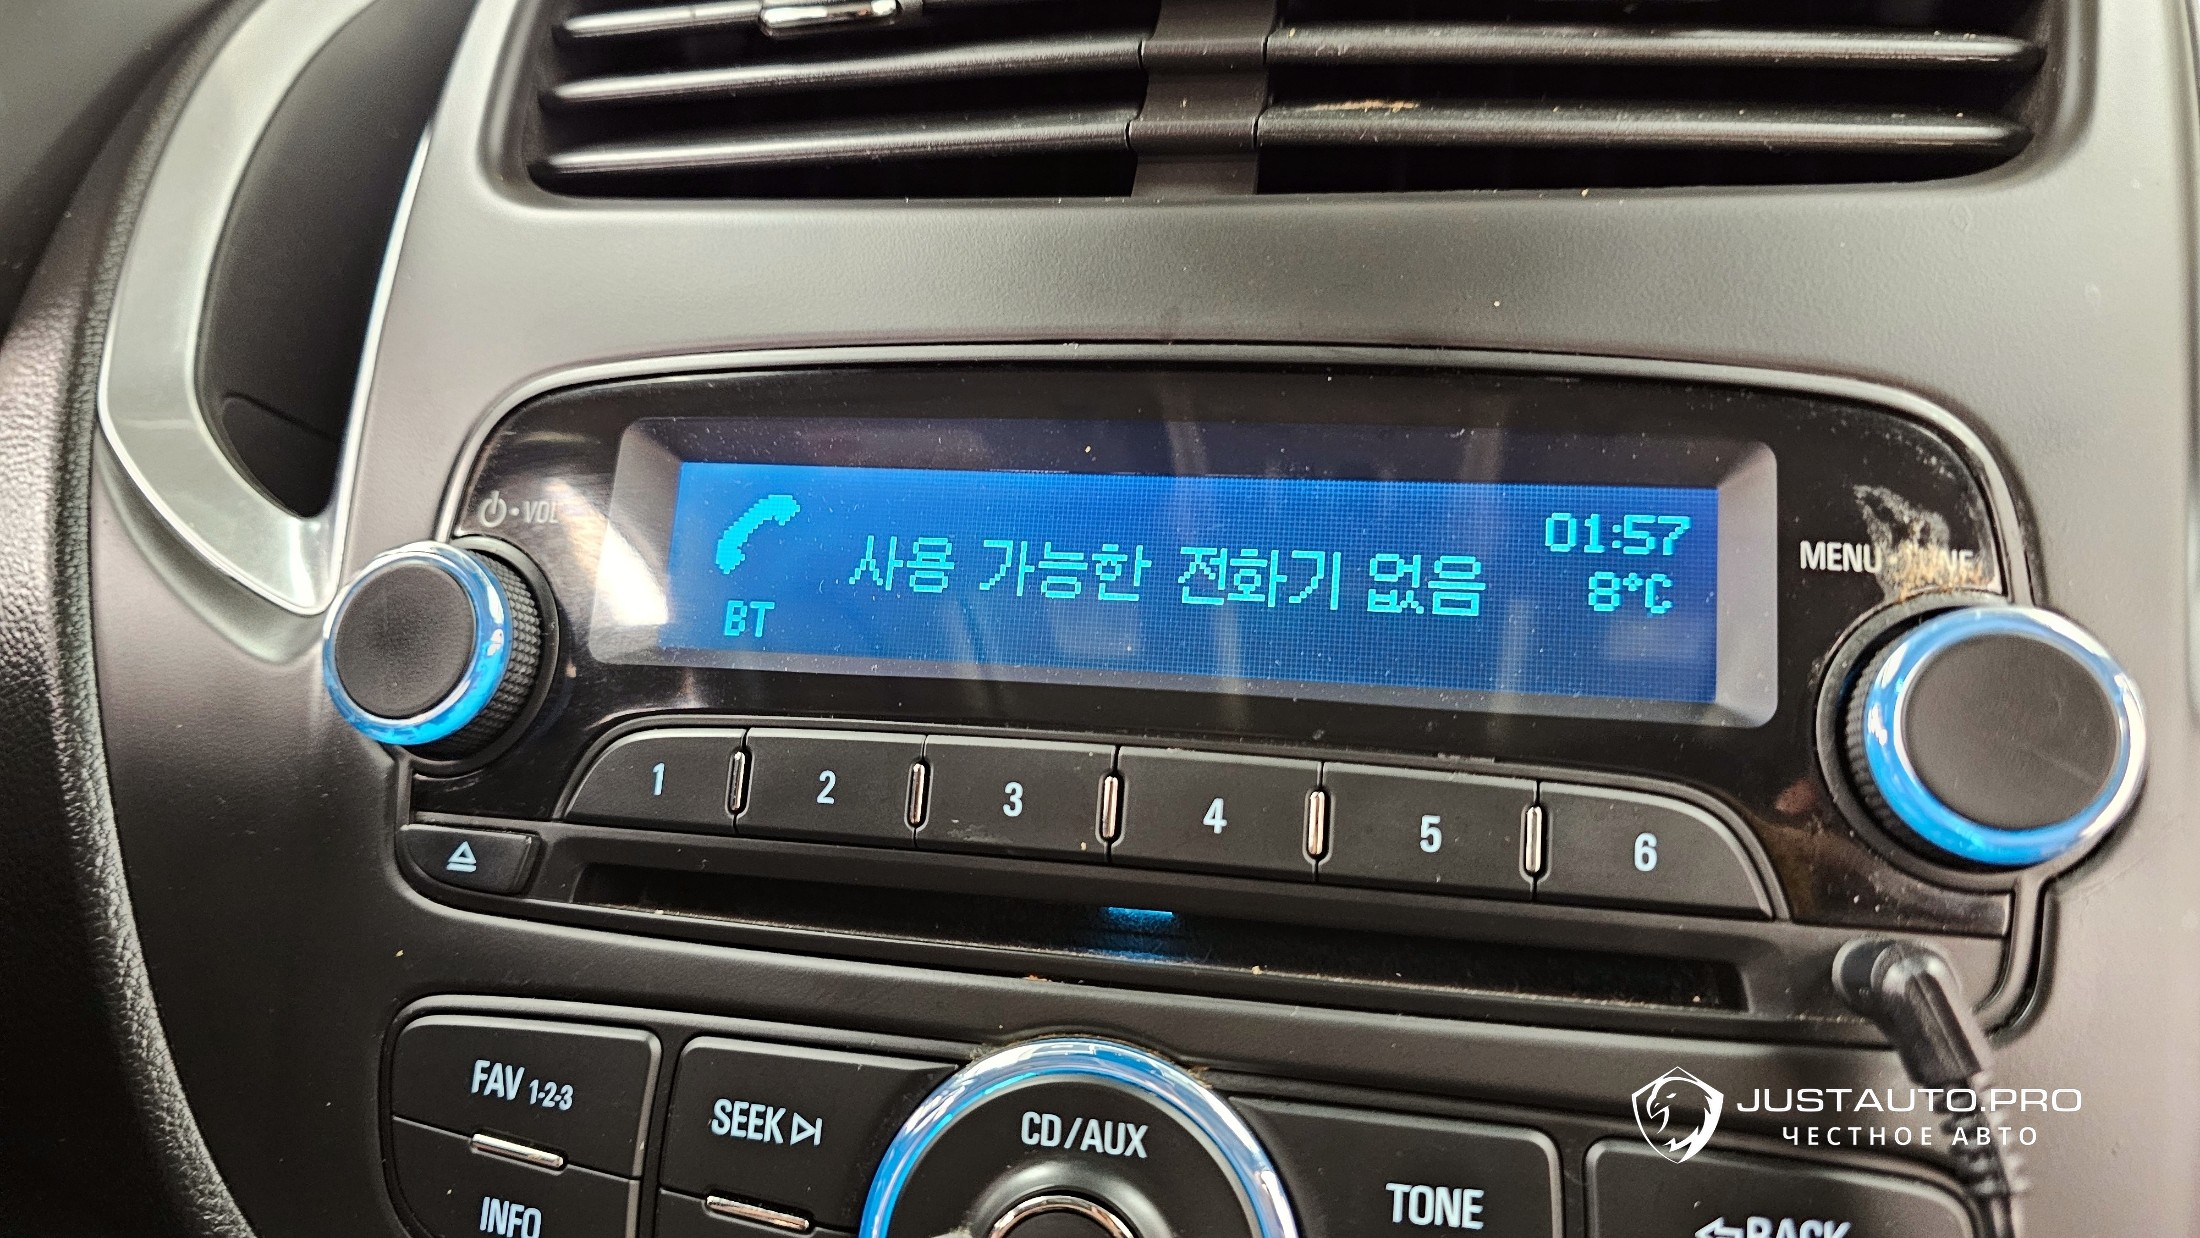 VOL
01:57
사용 가능한 전화기 없음
8°C
BT
MENU
1 2 3 4 5 6
FAV 1-2-3
SEEK
CD/AUX
INFO
TONE
BACK
JUSTAUTO.PRO
ЧЕСТНОЕ АВТО